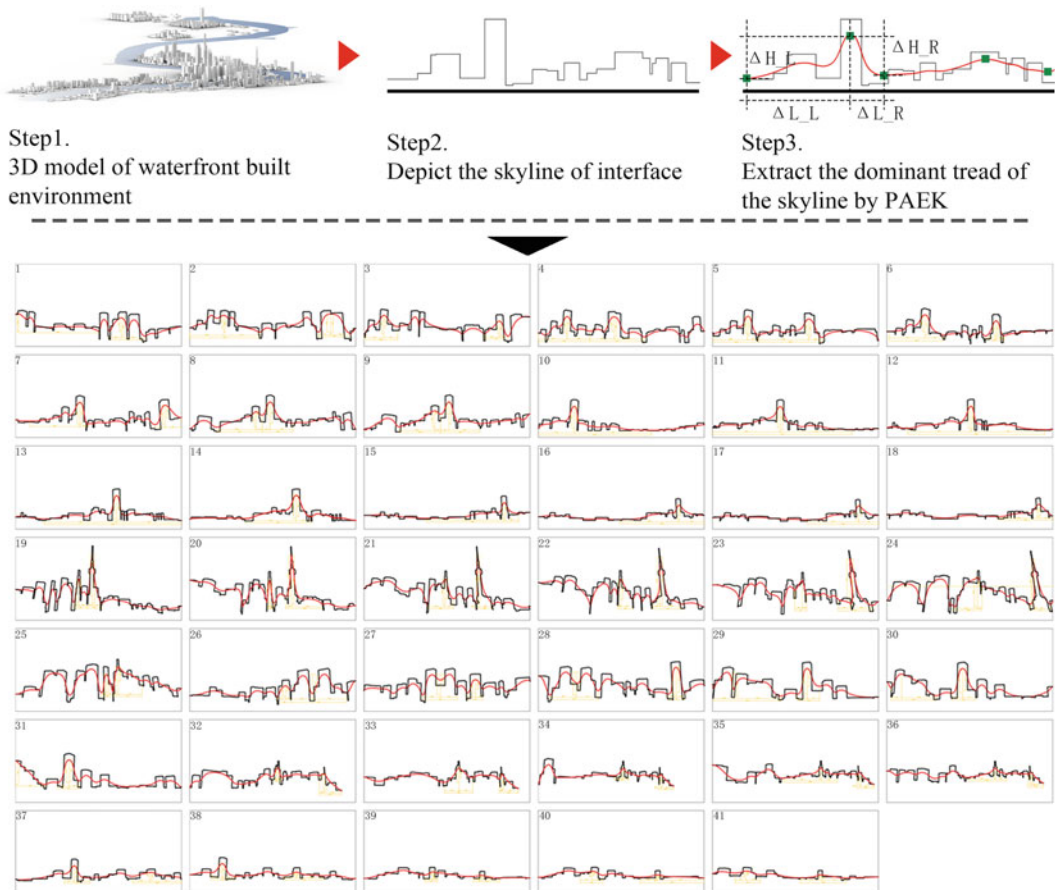 ΔH_L
ΔH_R
ΔL_L
ΔL_R
Step1.
3D model of waterfront built
environment
Step2.
Depict the skyline of interface
Step3.
Extract the dominant tread of
the skyline by PAEK
1 2 3 4 5 6
7 8 9 10 11 12
13 14 15 16 17 18
19 20 21 22 23 24
25 26 27 28 29 30
31 32 33 34 35 36
37 38 39 40 41